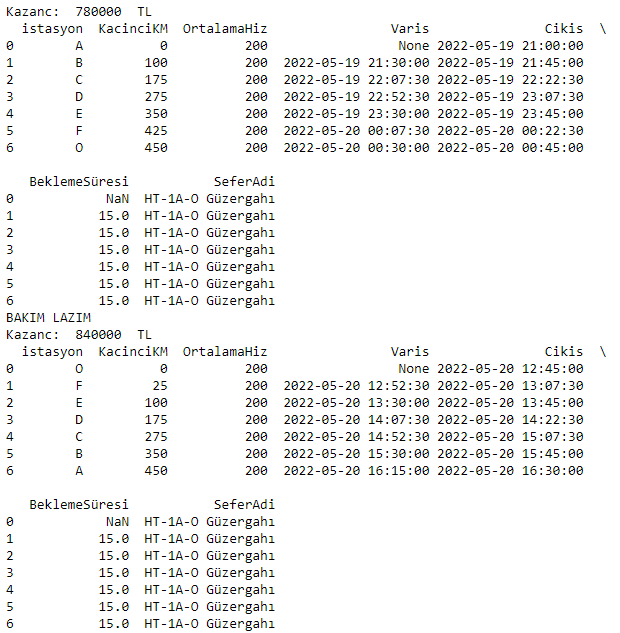 Kazanc:  780000  TL
  istasyon  KacinciKM  OrtalamaHiz                Varis               Cikis  \
0        A          0          200                 None 2022-05-19 21:00:00
1        B        100          200  2022-05-19 21:30:00 2022-05-19 21:45:00
2        C        175          200  2022-05-19 22:07:30 2022-05-19 22:22:30
3        D        275          200  2022-05-19 22:52:30 2022-05-19 23:07:30
4        E        350          200  2022-05-19 23:30:00 2022-05-19 23:45:00
5        F        425          200  2022-05-20 00:07:30 2022-05-20 00:22:30
6        O        450          200  2022-05-20 00:30:00 2022-05-20 00:45:00

   BeklemeSüresi           SeferAdi
0            NaN  HT-1A-O Güzergahı
1           15.0  HT-1A-O Güzergahı
2           15.0  HT-1A-O Güzergahı
3           15.0  HT-1A-O Güzergahı
4           15.0  HT-1A-O Güzergahı
5           15.0  HT-1A-O Güzergahı
6           15.0  HT-1A-O Güzergahı
BAKIM LAZIM
Kazanc:  840000  TL
  istasyon  KacinciKM  OrtalamaHiz                Varis               Cikis  \
0        O          0          200                 None 2022-05-20 12:45:00
1        F         25          200  2022-05-20 12:52:30 2022-05-20 13:07:30
2        E        100          200  2022-05-20 13:30:00 2022-05-20 13:45:00
3        D        175          200  2022-05-20 14:07:30 2022-05-20 14:22:30
4        C        275          200  2022-05-20 14:52:30 2022-05-20 15:07:30
5        B        350          200  2022-05-20 15:30:00 2022-05-20 15:45:00
6        A        450          200  2022-05-20 16:15:00 2022-05-20 16:30:00

   BeklemeSüresi           SeferAdi
0            NaN  HT-1A-O Güzergahı
1           15.0  HT-1A-O Güzergahı
2           15.0  HT-1A-O Güzergahı
3           15.0  HT-1A-O Güzergahı
4           15.0  HT-1A-O Güzergahı
5           15.0  HT-1A-O Güzergahı
6           15.0  HT-1A-O Güzergahı